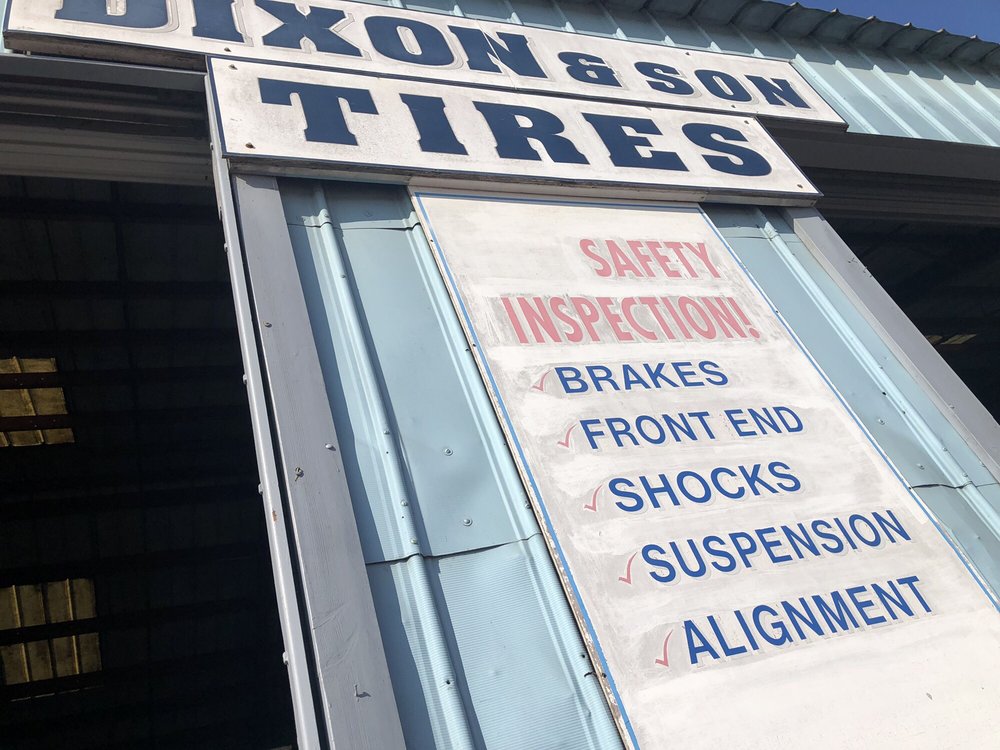 DIXON & SON
TIRES
SAFETY
INSPECTION!
✓BRAKES
✓FRONT END
✓SHOCKS
✓SUSPENSION
✓ALIGNMENT